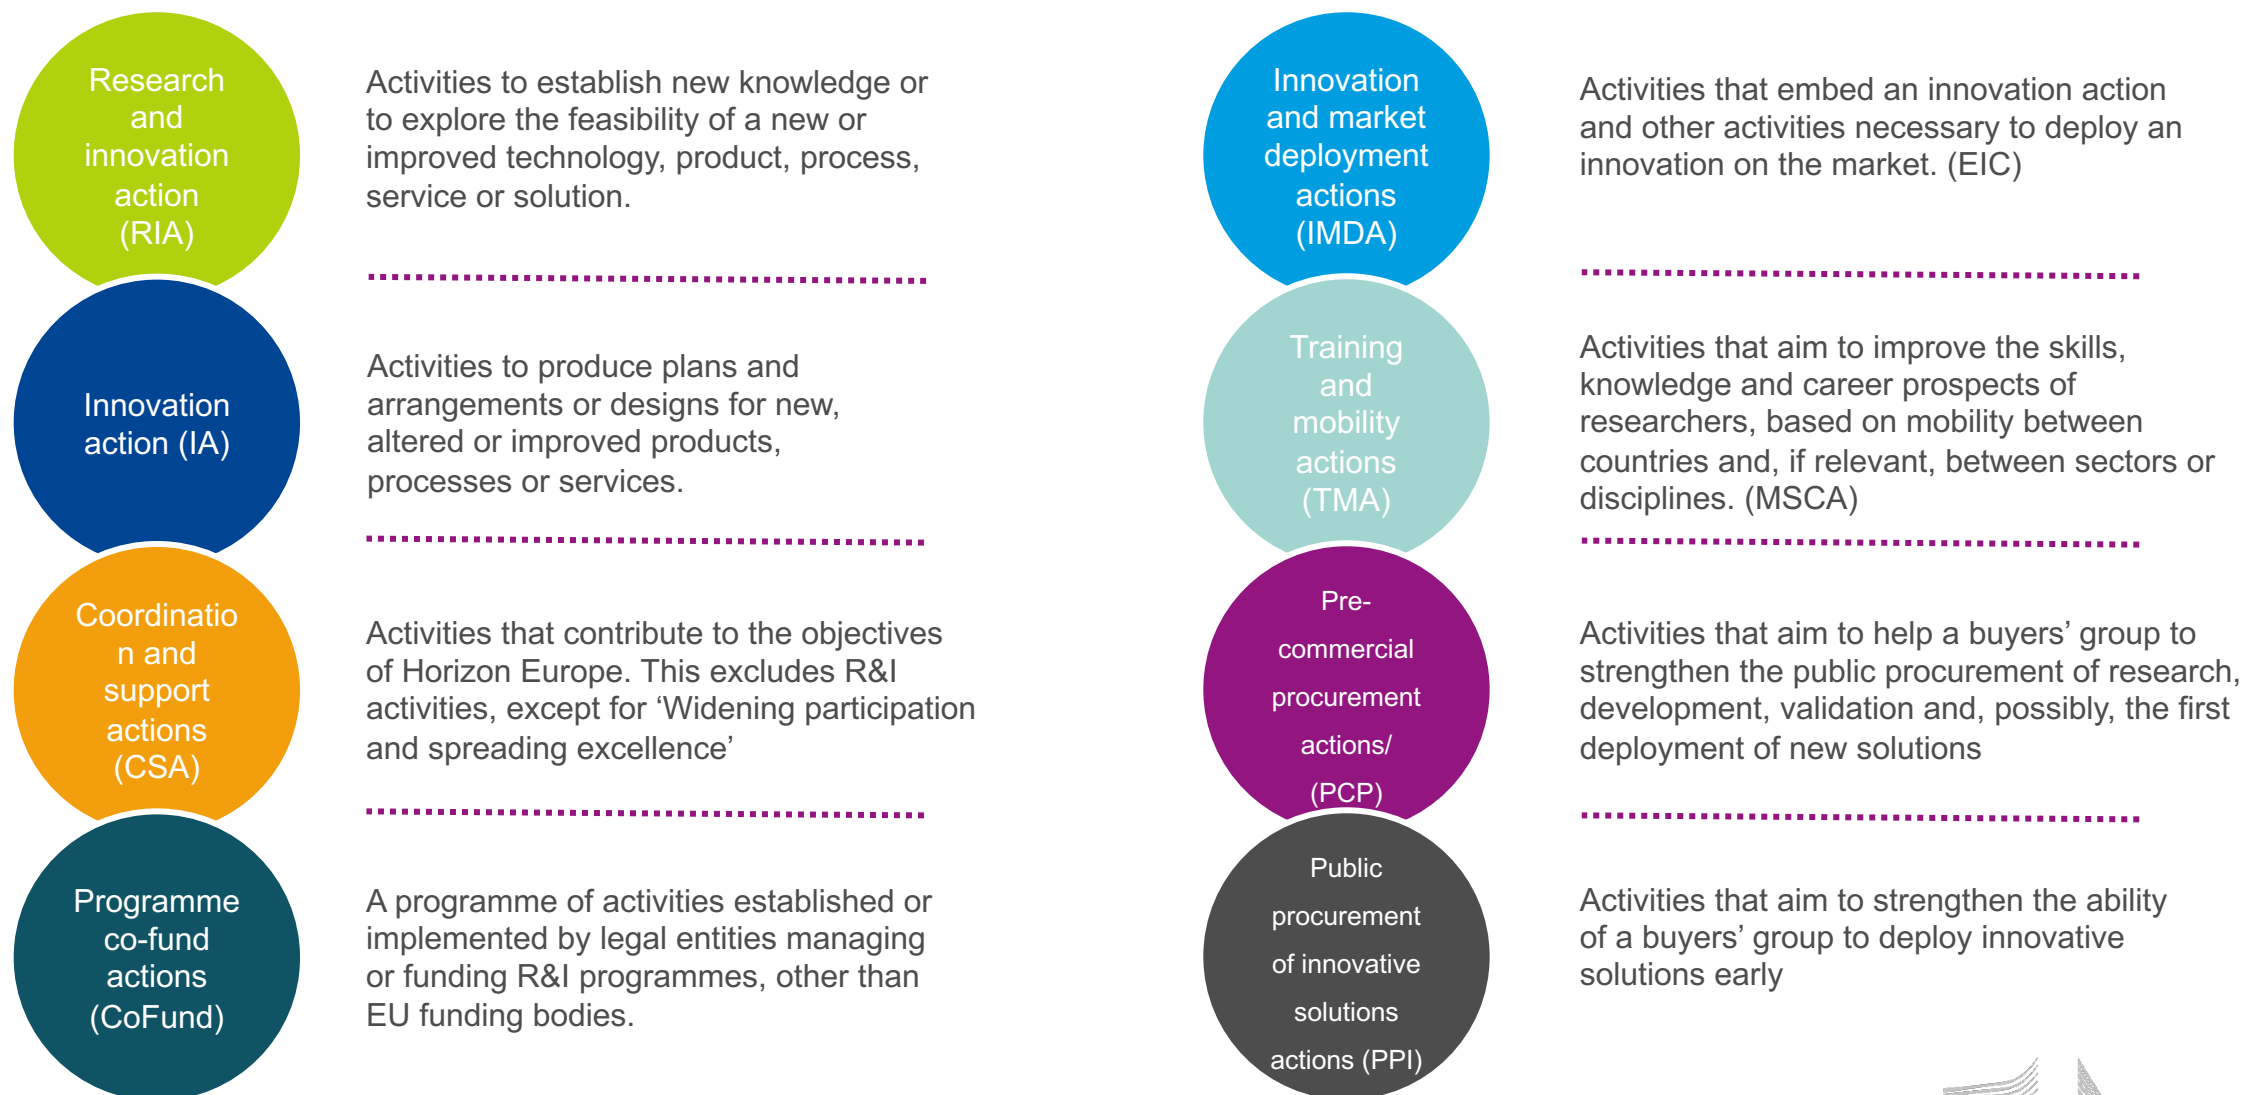 Research
and
innovation
action
(RIA)
Activities to establish new knowledge or
to explore the feasibility of a new or
improved technology, product, process,
service or solution.
Innovation
action (IA)
Activities to produce plans and
arrangements or designs for new,
altered or improved products,
processes or services.
Coordinatio
n and
support
actions
(CSA)
Activities that contribute to the objectives
of Horizon Europe. This excludes R&I
activities, except for ‘Widening participation
and spreading excellence’
Programme
co-fund
actions
(CoFund)
A programme of activities established or
implemented by legal entities managing
or funding R&I programmes, other than
EU funding bodies.
Innovation
and market
deployment
actions
(IMDA)
Activities that embed an innovation action
and other activities necessary to deploy an
innovation on the market. (EIC)
Training
and
mobility
actions
(TMA)
Activities that aim to improve the skills,
knowledge and career prospects of
researchers, based on mobility between
countries and, if relevant, between sectors or
disciplines. (MSCA)
Pre-
commercial
procurement
actions/
(PCP)
Activities that aim to help a buyers’ group to
strengthen the public procurement of research,
development, validation and, possibly, the first
deployment of new solutions
Public
procurement
of innovative
solutions
actions (PPI)
Activities that aim to strengthen the ability
of a buyers’ group to deploy innovative
solutions early